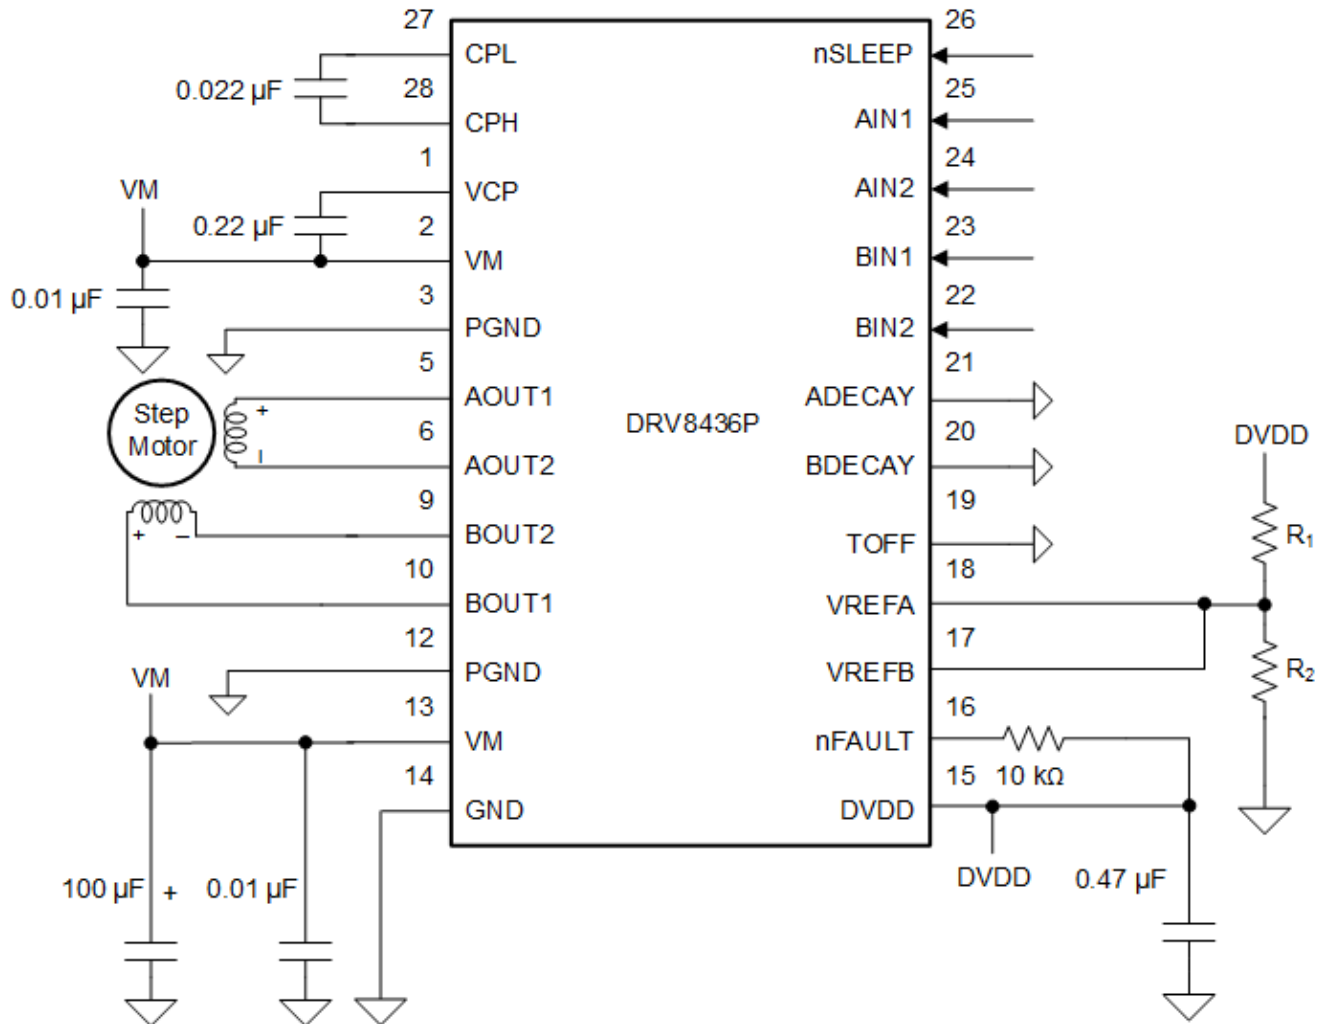 27
CPL
0.022 µF
28
CPH
1
VM
VCP
0.22 µF
2
VM
0.01 µF
3
PGND
5
Step
Motor
+
–
AOUT1
6
AOUT2
9
+
–
BOUT2
10
BOUT1
12
VM
PGND
13
VM
14
GND
100 µF +
0.01 µF
DRV8436P
26
nSLEEP
25
AIN1
24
AIN2
23
BIN1
22
BIN2
21
ADECAY
20
BDECAY
19
TOFF
18
VREFA
17
VREFB
16
nFAULT
15
10 kΩ
DVDD
DVDD
0.47 µF
DVDD
R1
R2